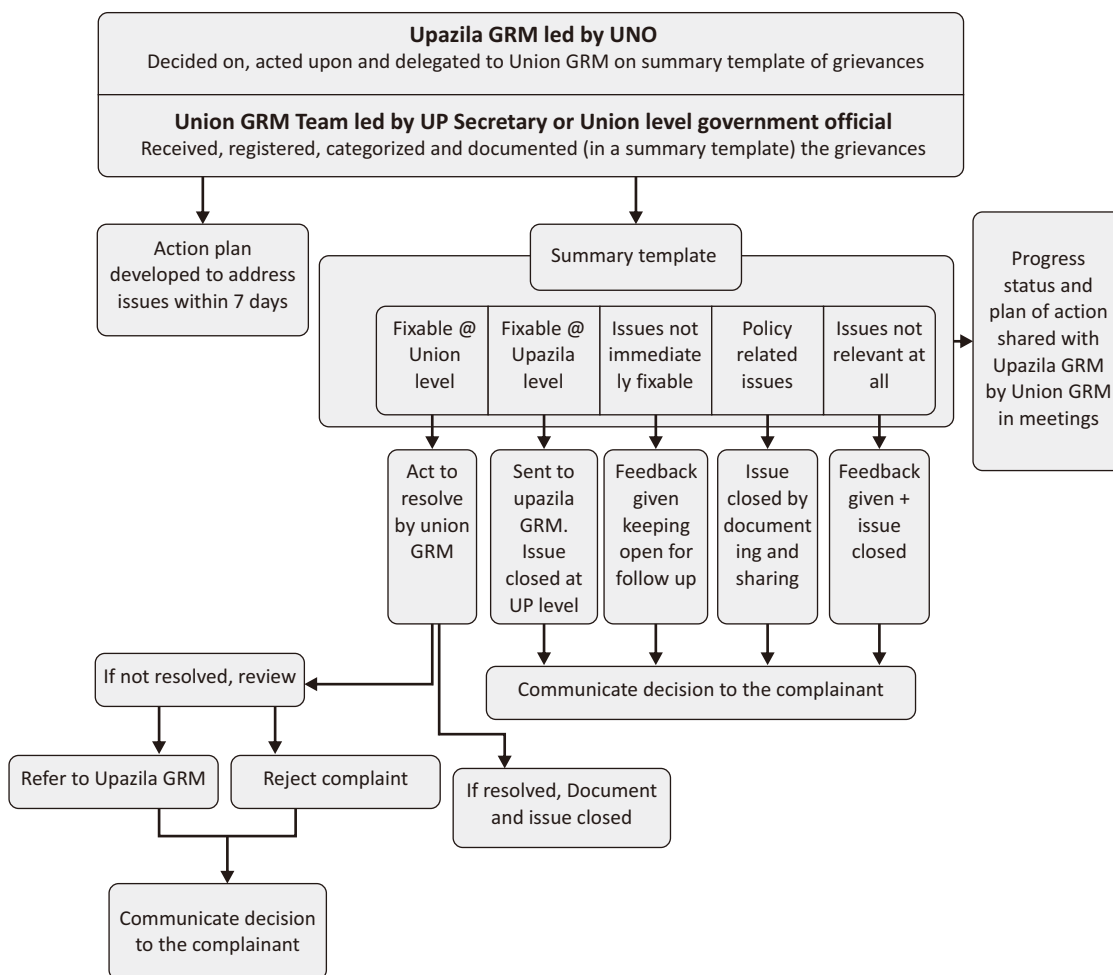 Upazila GRM led by UNO
Decided on, acted upon and delegated to Union GRM on summary template of grievances
Union GRM Team led by UP Secretary or Union level government official
Received, registered, categorized and documented (in a summary template) the grievances
Action plan
developed to address
issues within 7 days
Summary template
Fixable @
Union
level
Fixable @
Upazila
level
Issues not
immediate
ly fixable
Policy
related
issues
Issues not
relevant at
all
Progress
status and
plan of action
shared with
Upazila GRM
by Union GRM
in meetings
Act to
resolve
by union
GRM
Sent to
upazila
GRM.
Issue
closed at
UP level
Feedback
given
keeping
open for
follow up
Issue
closed by
document
ing and
sharing
Feedback
given +
issue
closed
If not resolved, review
Communicate decision to the complainant
Refer to Upazila GRM
Reject complaint
If resolved, Document
and issue closed
Communicate decision
to the complainant